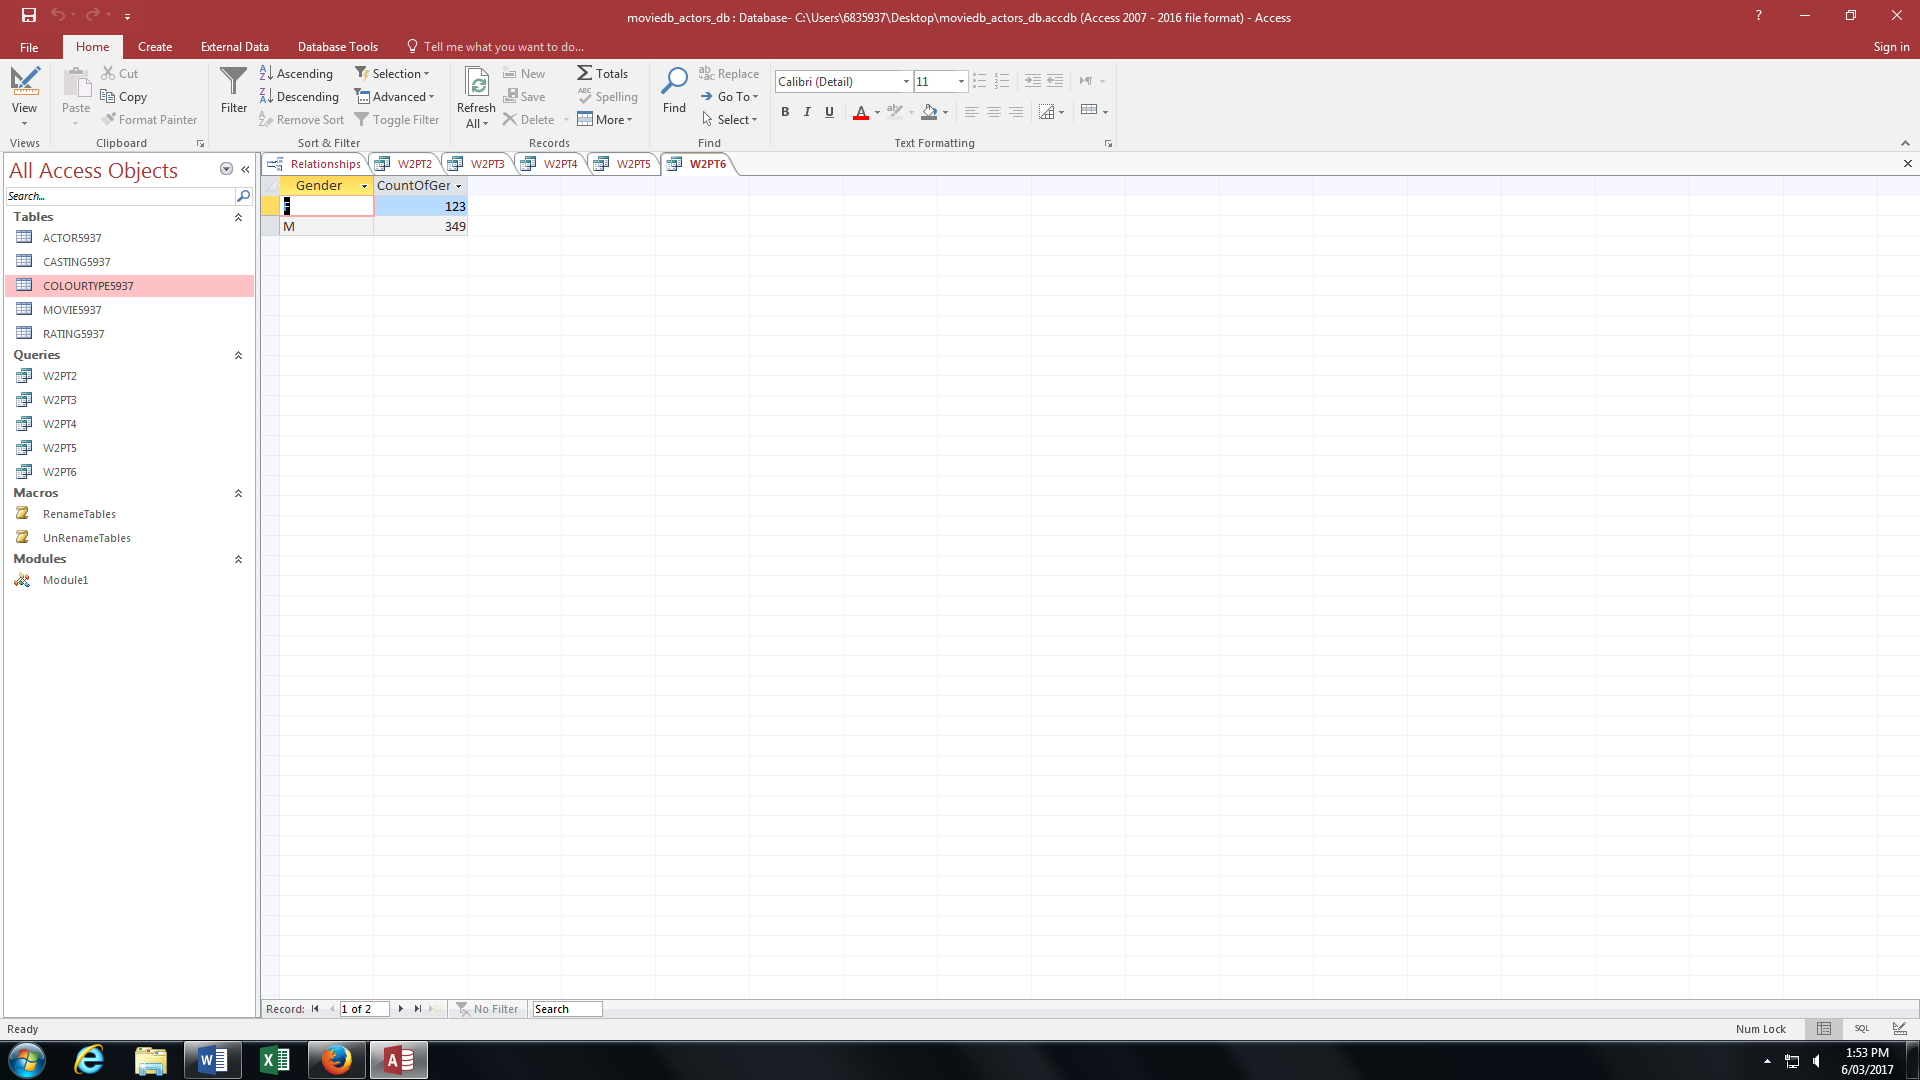 moviedb_actors_db : Database- C:\Users\6835937\Desktop\moviedb_actors_db.accdb (Access 2007 - 2016 file format) - Access
?
File Home Create External Data Database Tools Tell me what you want to do... Sign in
View
Views
Paste
Cut
Copy
Format Painter
Clipboard
Filter
Ascending
Descending
Remove Sort
Selection
Advanced
Toggle Filter
Sort & Filter
Refresh
All
New
Save
Delete
Totals
Spelling
More
Records
Find
Replace
Go To
Select
Find
Calibri (Detail) 11
B I U A
Text Formatting
All Access Objects
Search...
Tables
ACTOR5937
CASTING5937
COLOURTYPE5937
MOVIE5937
RATING5937
Queries
W2PT2
W2PT3
W2PT4
W2PT5
W2PT6
Macros
RenameTables
UnRenameTables
Modules
Module1
Relationships W2PT2 W2PT3 W2PT4 W2PT5 W2PT6
Gender CountOfGer
F 123
M 349
Record: 1 of 2 No Filter Search
Ready Num Lock SQL
1:53 PM
6/03/2017